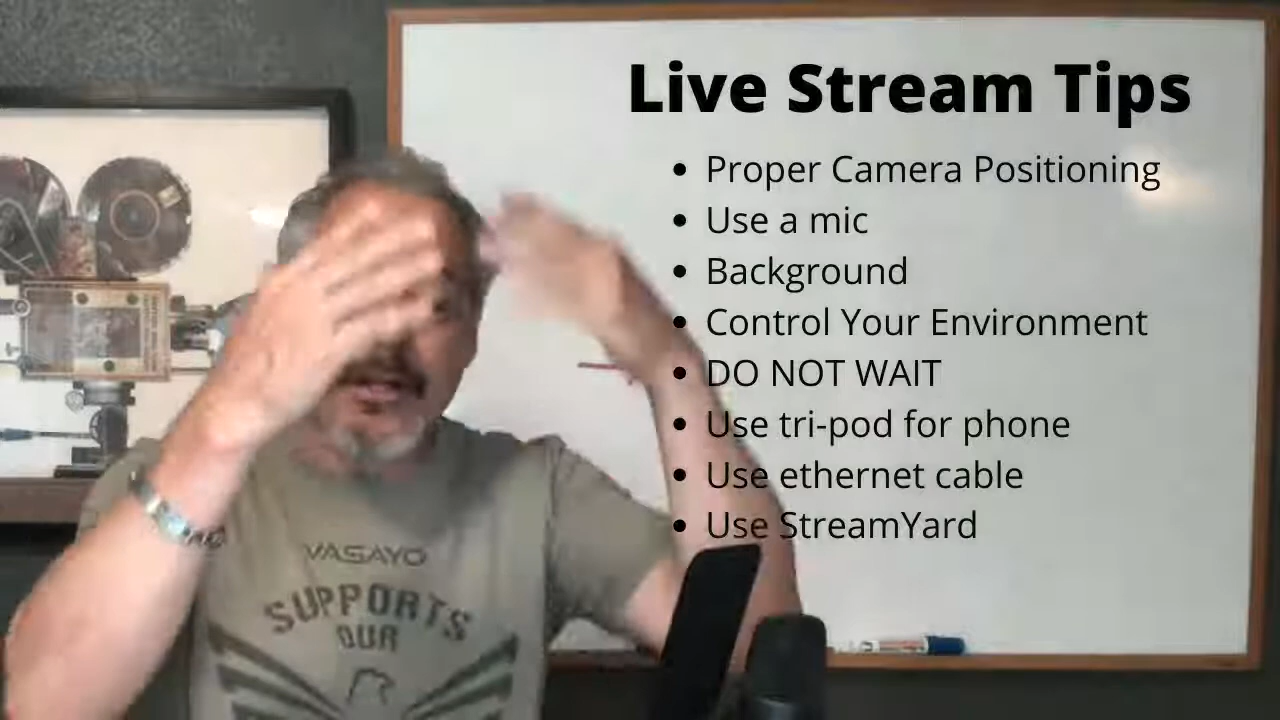 Live Stream Tips
• Proper Camera Positioning
• Use a mic
• Background
• Control Your Environment
• DO NOT WAIT
• Use tri-pod for phone
• Use ethernet cable
• Use StreamYard
VASAYO
SUPPORTS
OUR